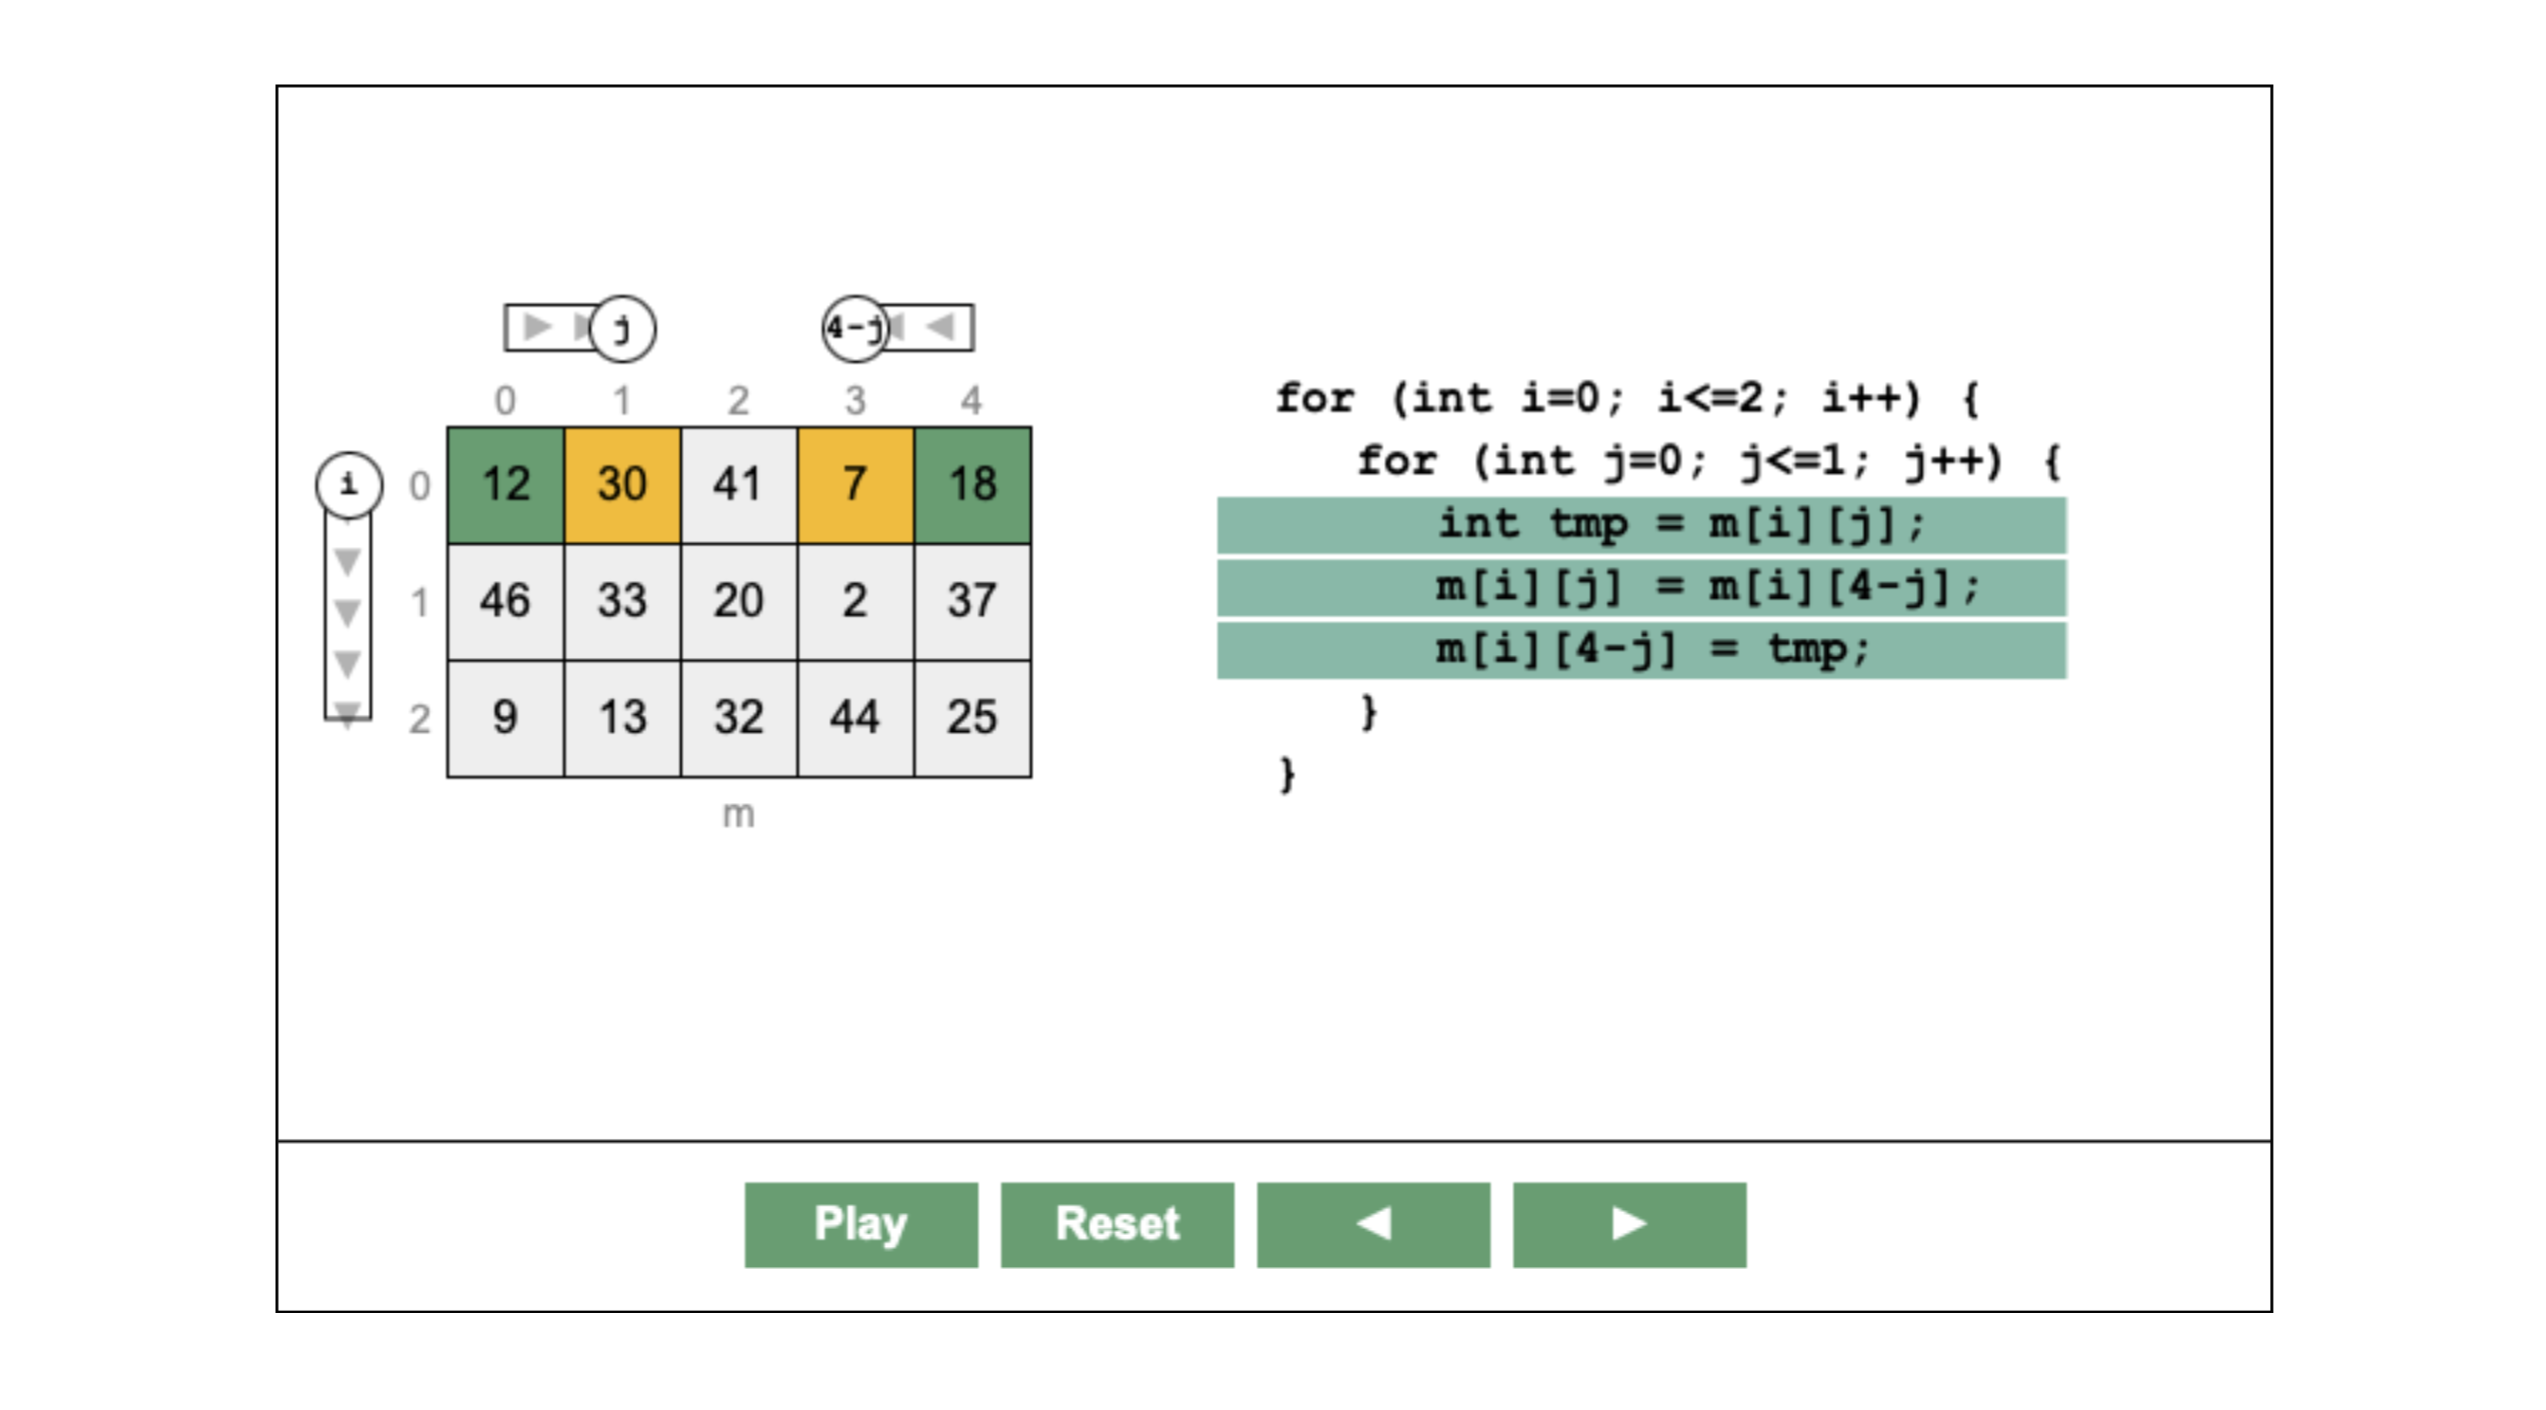 j 4-j
0 1 2 3 4
i 0 12 30 41 7 18
1 46 33 20 2 37
2 9 13 32 44 25
m
for (int i=0; i<=2; i++) {
for (int j=0; j<=1; j++) {
int tmp = m[i][j];
m[i][j] = m[i][4-j];
m[i][4-j] = tmp;
}
}
Play Reset ◀ ▶